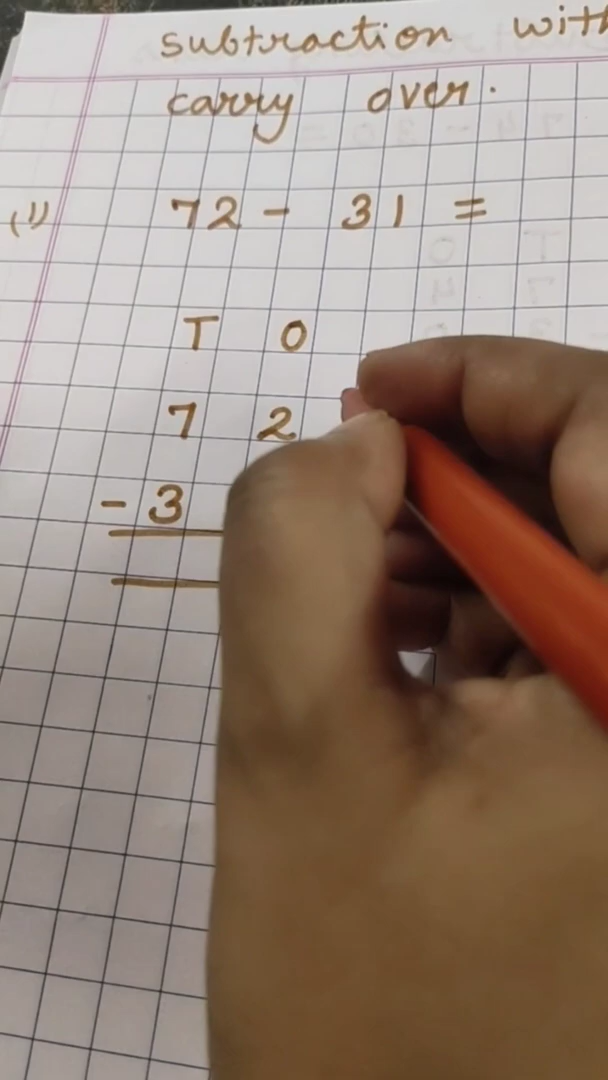 subtraction with
carry over.
(1) 72 - 31 =
T O
7 2
- 3